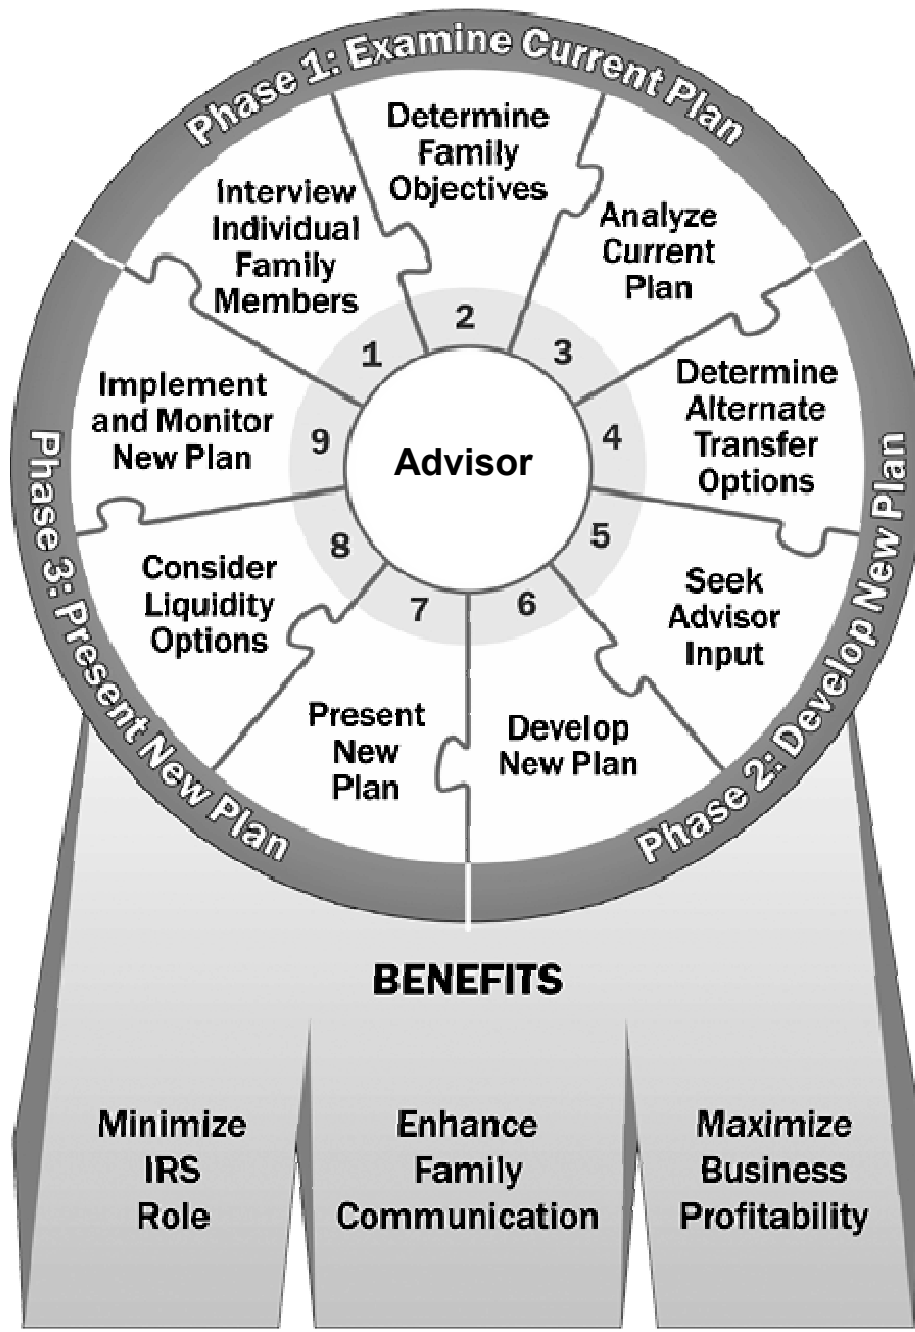 Phase 1: Examine Current Plan
Interview
Individual
Family
Members
1
Determine
Family
Objectives
2
Analyze
Current
Plan
3
Phase 2: Develop New Plan
Determine
Alternate
Transfer
Options
4
Seek
Advisor
Input
5
Develop
New Plan
6
Phase 3: Present New Plan
Present
New
Plan
7
Consider
Liquidity
Options
8
Implement
and Monitor
New Plan
9
Advisor
BENEFITS
Minimize
IRS
Role
Enhance
Family
Communication
Maximize
Business
Profitability